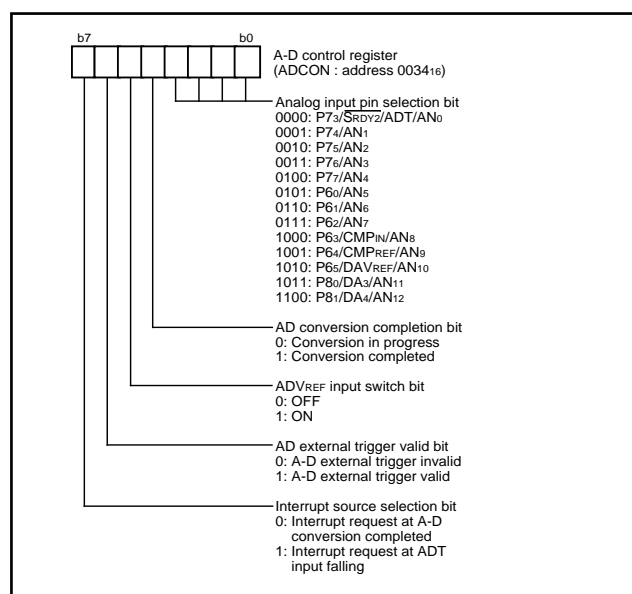 b7 b0
A-D control register
(ADCON : address 0034₁₆)
Analog input pin selection bit
0000: P7₃/S̅R̅D̅Y̅2̅/ADT/AN₀
0001: P7₄/AN₁
0010: P7₅/AN₂
0011: P7₆/AN₃
0100: P7₇/AN₄
0101: P6₀/AN₅
0110: P6₁/AN₆
0111: P6₂/AN₇
1000: P6₃/CMPIN/AN₈
1001: P6₄/CMPREF/AN₉
1010: P6₅/DAVREF/AN₁₀
1011: P8₀/DA₃/AN₁₁
1100: P8₁/DA₄/AN₁₂
AD conversion completion bit
0: Conversion in progress
1: Conversion completed
ADVREF input switch bit
0: OFF
1: ON
AD external trigger valid bit
0: A-D external trigger invalid
1: A-D external trigger valid
Interrupt source selection bit
0: Interrupt request at A-D
conversion completed
1: Interrupt request at ADT
input falling